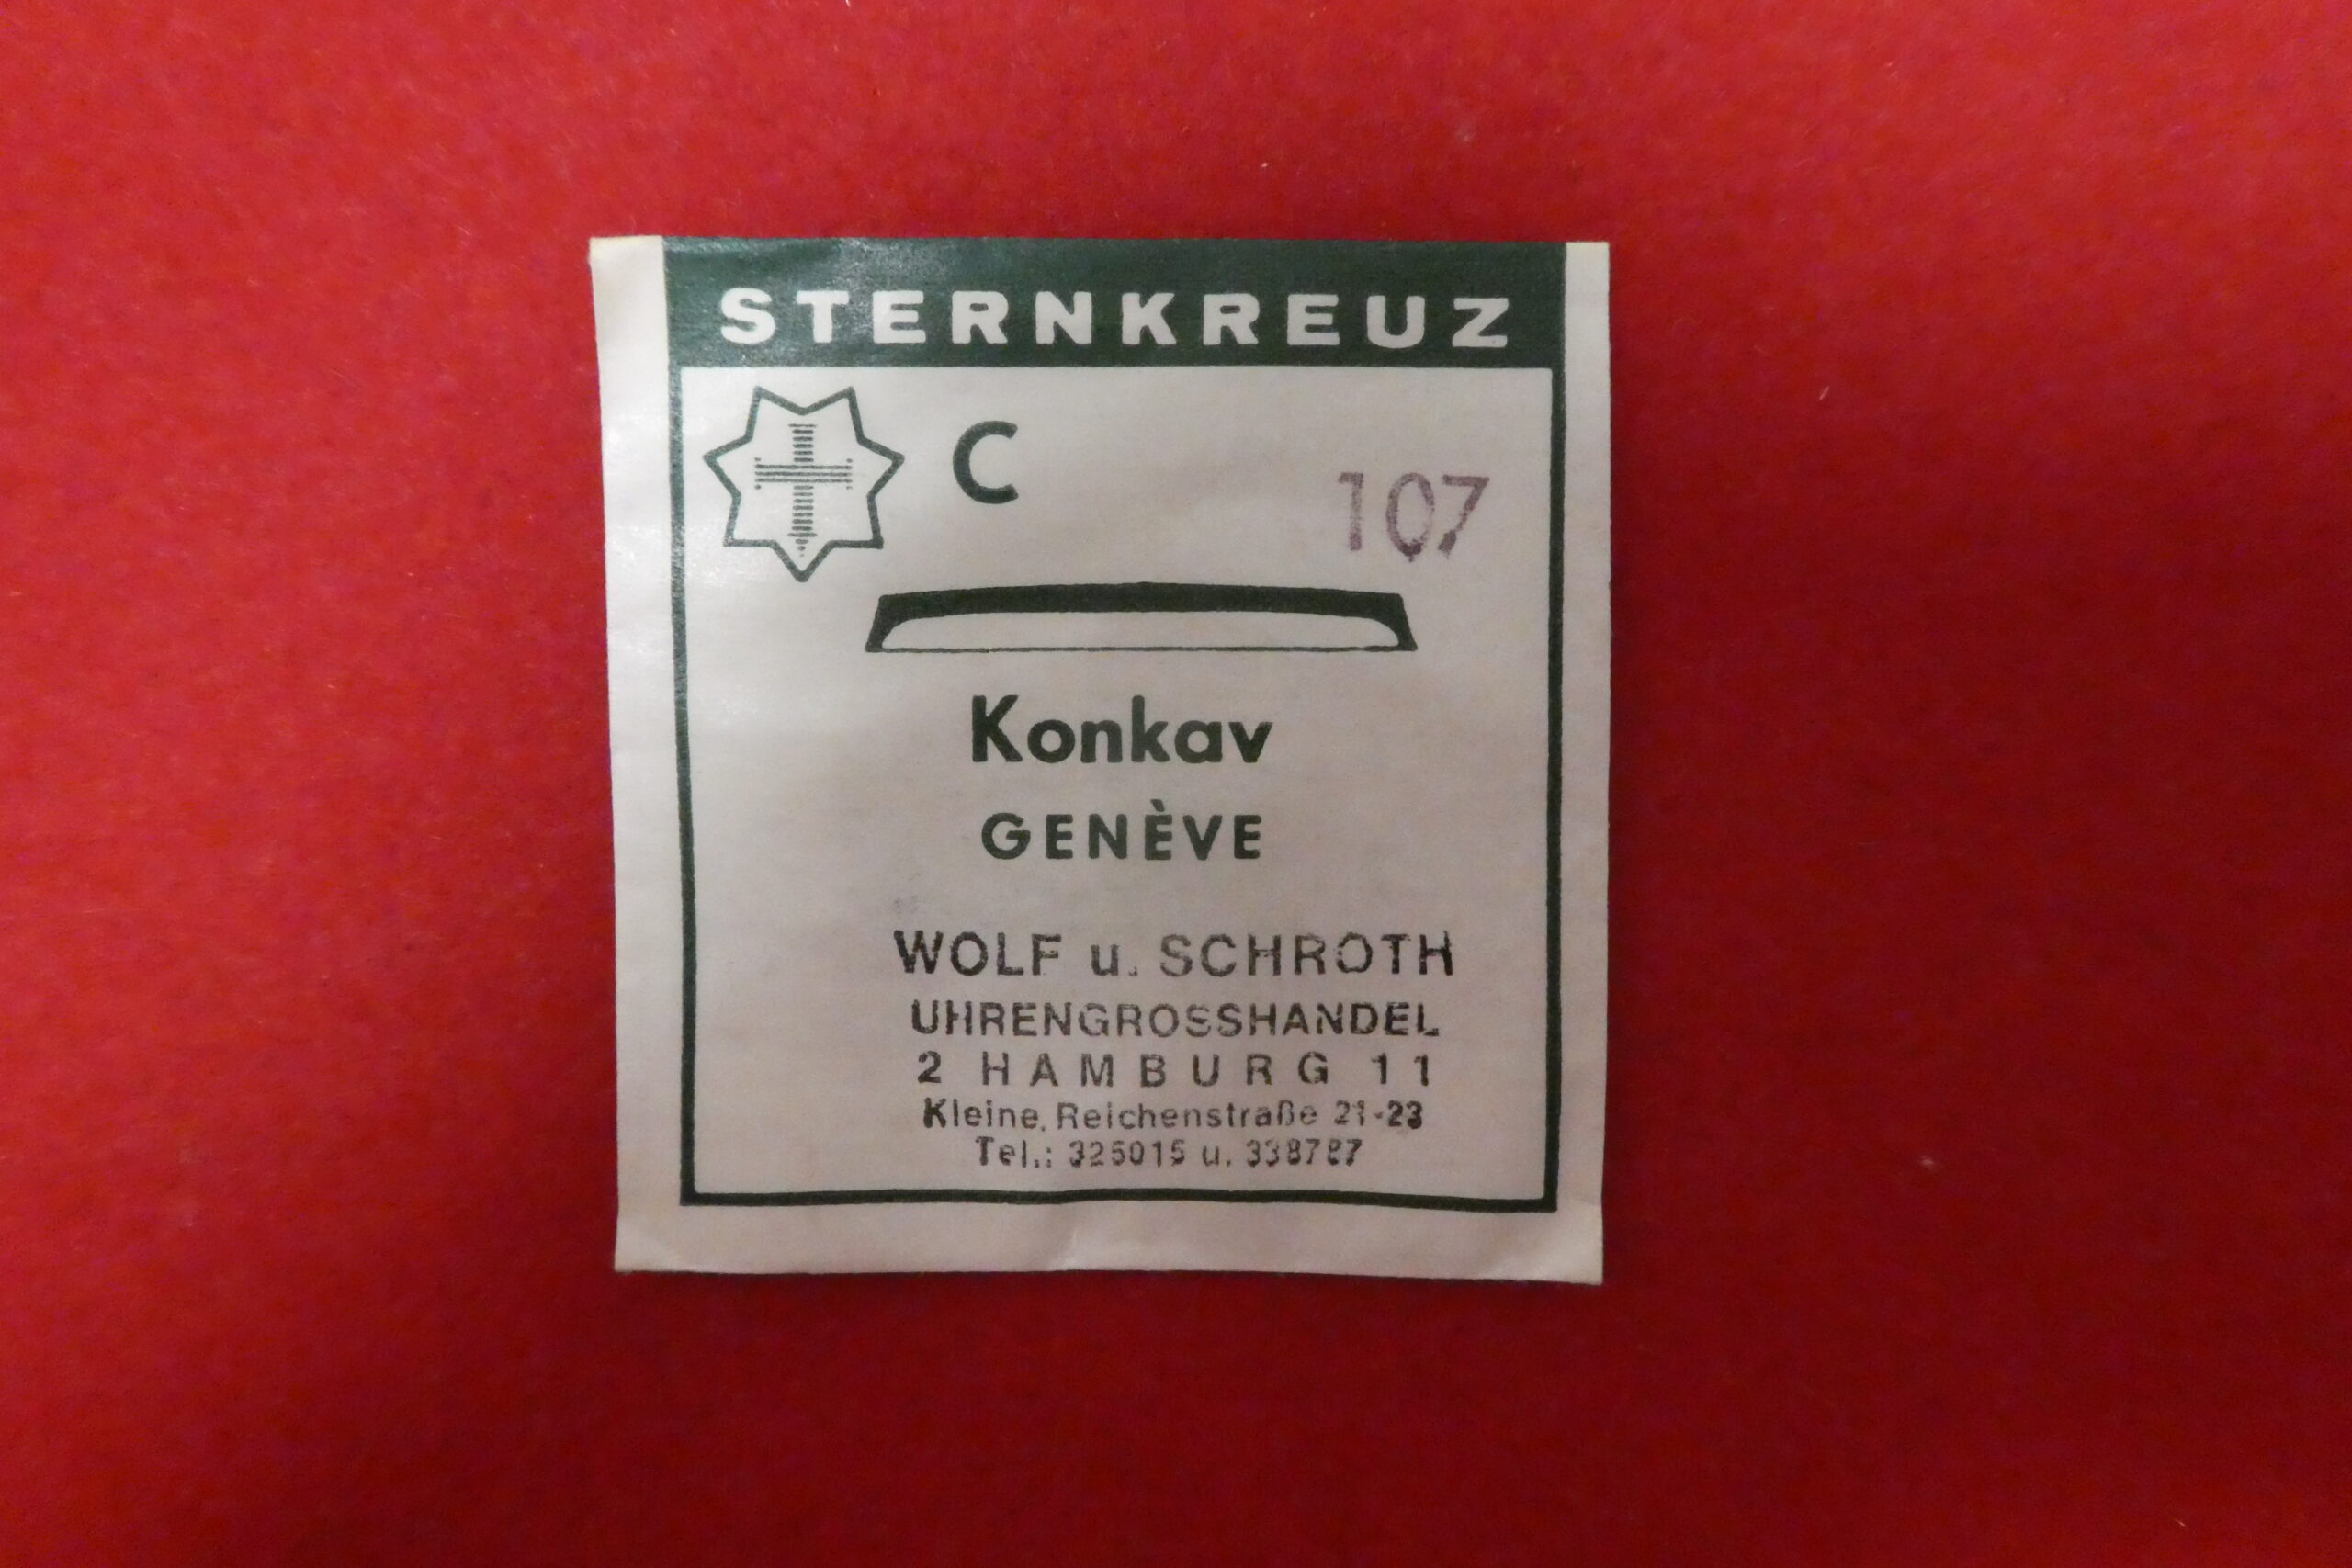 STERNKREUZ
C
107
Konkav
GENÈVE
WOLF u. SCHROTH
UHRENGROSSHANDEL
2 HAMBURG 11
Kleine Reichenstraße 21-23
Tel.: 325015 u. 338787